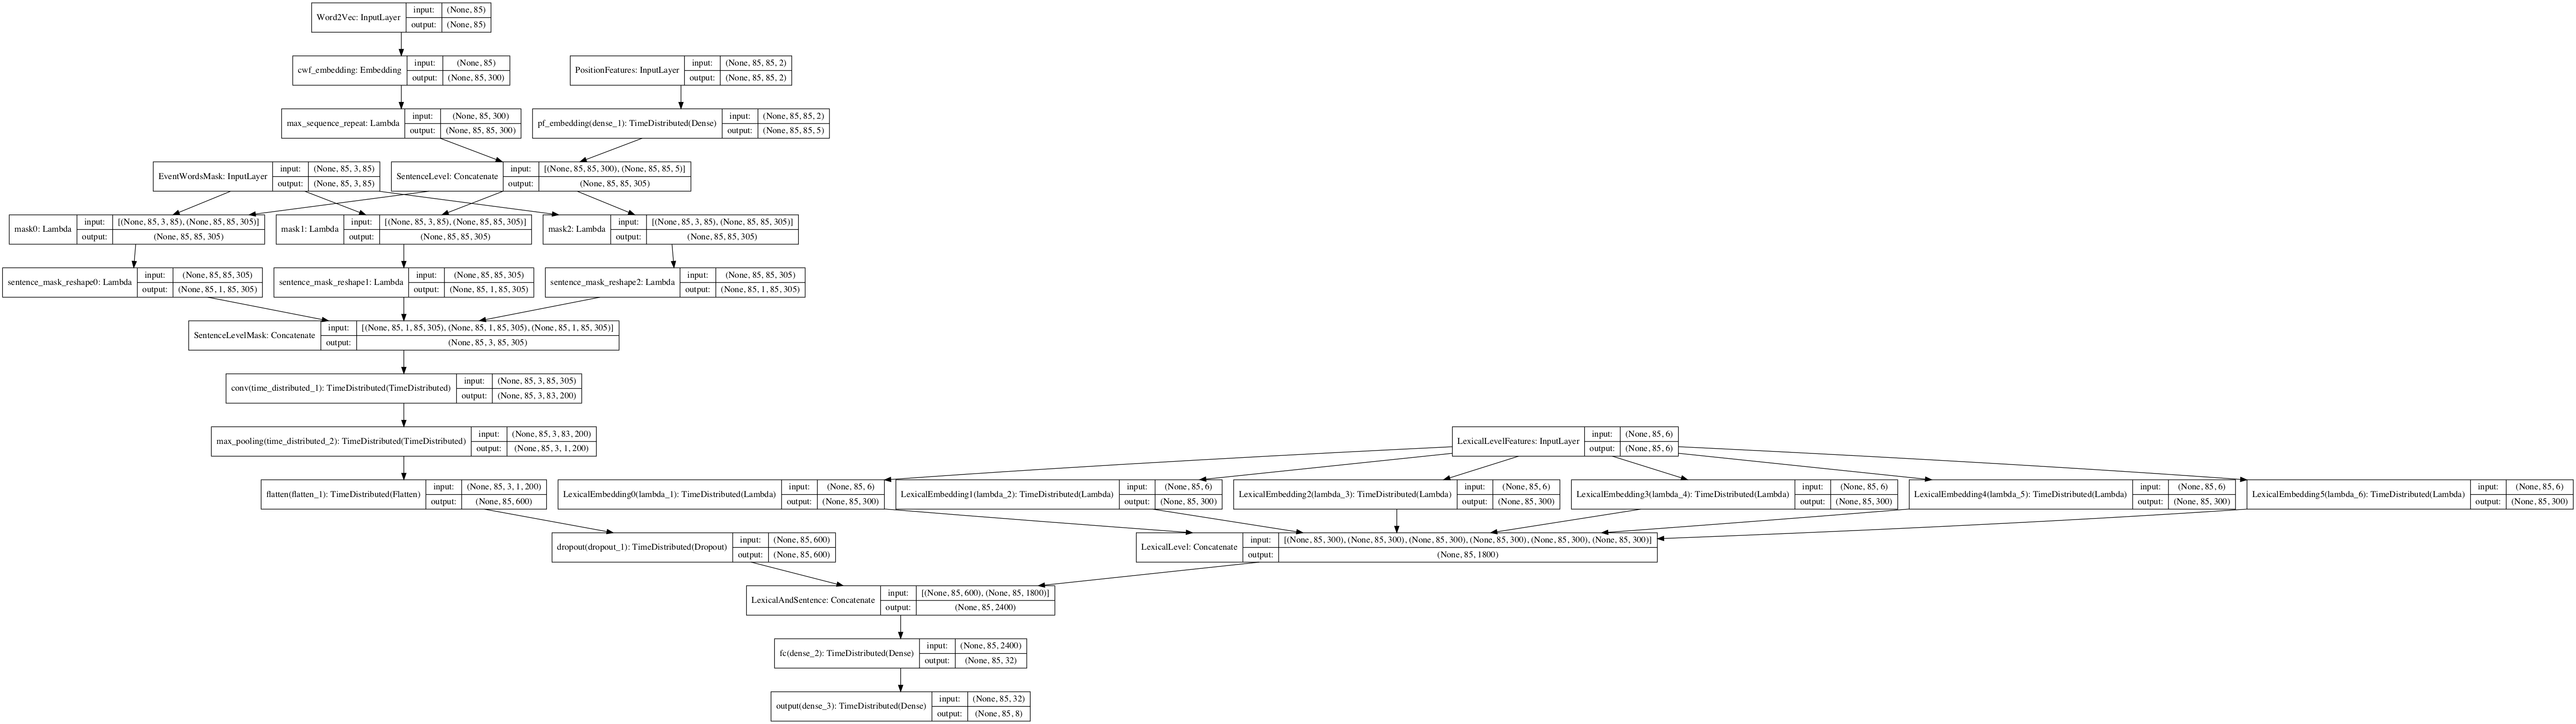 Word2Vec: InputLayer
input: (None, 85)
output: (None, 85)
cwf_embedding: Embedding
input: (None, 85)
output: (None, 85, 300)
PositionFeatures: InputLayer
input: (None, 85, 85, 2)
output: (None, 85, 85, 2)
max_sequence_repeat: Lambda
input: (None, 85, 300)
output: (None, 85, 85, 300)
pf_embedding(dense_1): TimeDistributed(Dense)
input: (None, 85, 85, 2)
output: (None, 85, 85, 5)
EventWordsMask: InputLayer
input: (None, 85, 3, 85)
output: (None, 85, 3, 85)
SentenceLevel: Concatenate
input: [(None, 85, 85, 300), (None, 85, 85, 5)]
output: (None, 85, 85, 305)
mask0: Lambda
input: [(None, 85, 3, 85), (None, 85, 85, 305)]
output: (None, 85, 85, 305)
mask1: Lambda
input: [(None, 85, 3, 85), (None, 85, 85, 305)]
output: (None, 85, 85, 305)
mask2: Lambda
input: [(None, 85, 3, 85), (None, 85, 85, 305)]
output: (None, 85, 85, 305)
sentence_mask_reshape0: Lambda
input: (None, 85, 85, 305)
output: (None, 85, 1, 85, 305)
sentence_mask_reshape1: Lambda
input: (None, 85, 85, 305)
output: (None, 85, 1, 85, 305)
sentence_mask_reshape2: Lambda
input: (None, 85, 85, 305)
output: (None, 85, 1, 85, 305)
SentenceLevelMask: Concatenate
input: [(None, 85, 1, 85, 305), (None, 85, 1, 85, 305), (None, 85, 1, 85, 305)]
output: (None, 85, 3, 85, 305)
conv(time_distributed_1): TimeDistributed(TimeDistributed)
input: (None, 85, 3, 85, 305)
output: (None, 85, 3, 83, 200)
max_pooling(time_distributed_2): TimeDistributed(TimeDistributed)
input: (None, 85, 3, 83, 200)
output: (None, 85, 3, 1, 200)
LexicalLevelFeatures: InputLayer
input: (None, 85, 6)
output: (None, 85, 6)
flatten(flatten_1): TimeDistributed(Flatten)
input: (None, 85, 3, 1, 200)
output: (None, 85, 600)
LexicalEmbedding0(lambda_1): TimeDistributed(Lambda)
input: (None, 85, 6)
output: (None, 85, 300)
LexicalEmbedding1(lambda_2): TimeDistributed(Lambda)
input: (None, 85, 6)
output: (None, 85, 300)
LexicalEmbedding2(lambda_3): TimeDistributed(Lambda)
input: (None, 85, 6)
output: (None, 85, 300)
LexicalEmbedding3(lambda_4): TimeDistributed(Lambda)
input: (None, 85, 6)
output: (None, 85, 300)
LexicalEmbedding4(lambda_5): TimeDistributed(Lambda)
input: (None, 85, 6)
output: (None, 85, 300)
LexicalEmbedding5(lambda_6): TimeDistributed(Lambda)
input: (None, 85, 6)
output: (None, 85, 300)
dropout(dropout_1): TimeDistributed(Dropout)
input: (None, 85, 600)
output: (None, 85, 600)
LexicalLevel: Concatenate
input: [(None, 85, 300), (None, 85, 300), (None, 85, 300), (None, 85, 300), (None, 85, 300), (None, 85, 300)]
output: (None, 85, 1800)
LexicalAndSentence: Concatenate
input: [(None, 85, 600), (None, 85, 1800)]
output: (None, 85, 2400)
fc(dense_2): TimeDistributed(Dense)
input: (None, 85, 2400)
output: (None, 85, 32)
output(dense_3): TimeDistributed(Dense)
input: (None, 85, 32)
output: (None, 85, 8)